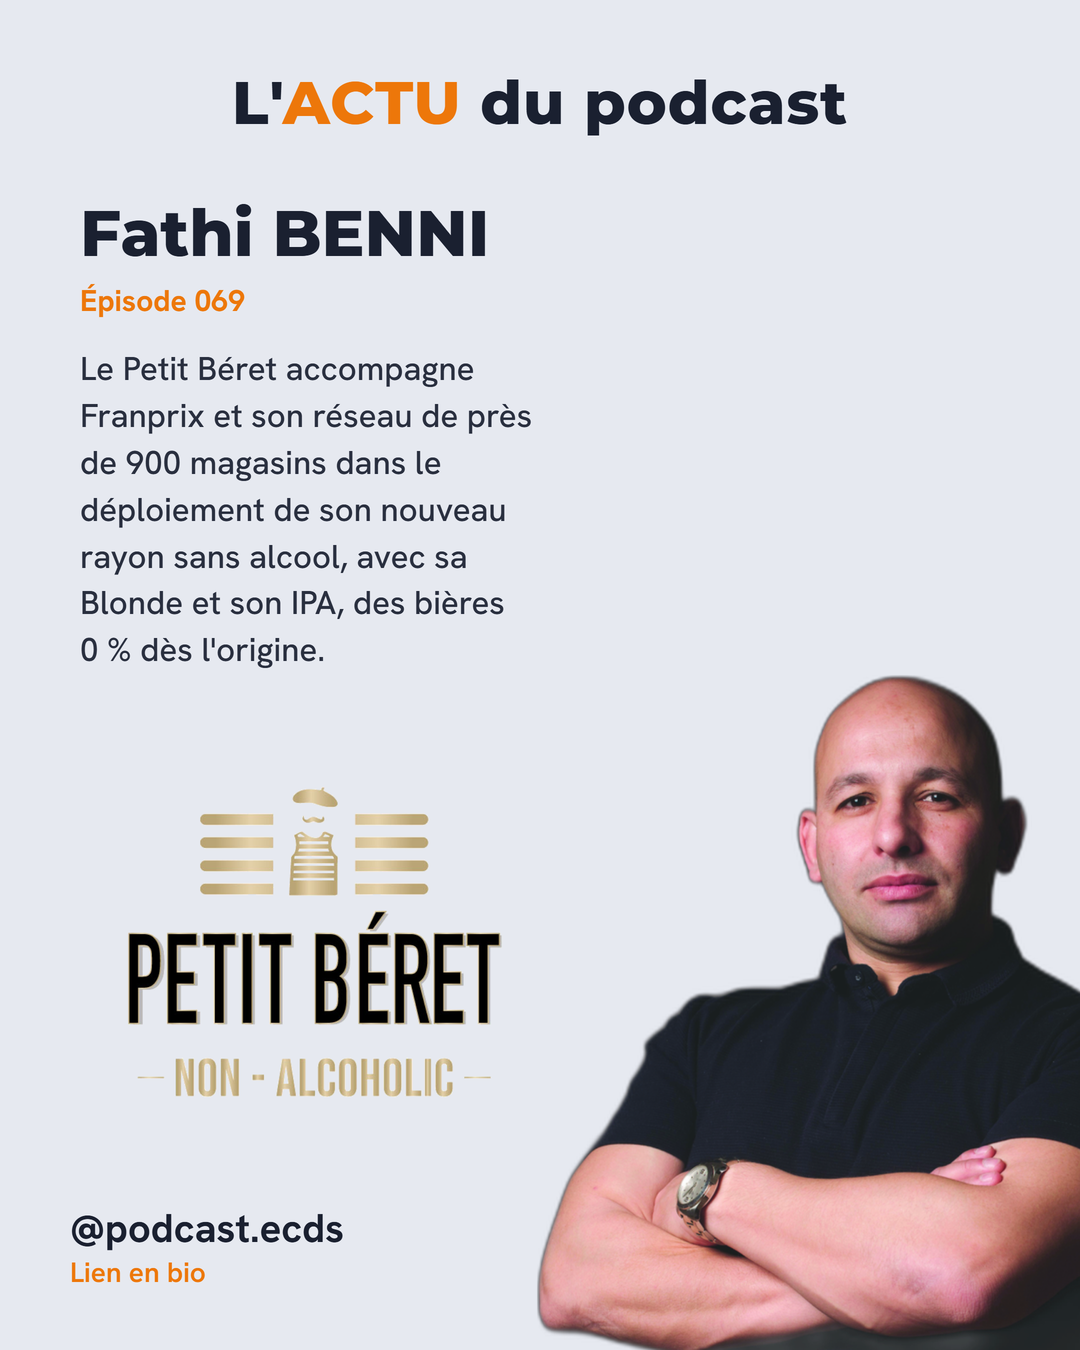 L'ACTU du podcast
Fathi BENNI
Épisode 069
Le Petit Béret accompagne
Franprix et son réseau de près
de 900 magasins dans le
déploiement de son nouveau
rayon sans alcool, avec sa
Blonde et son IPA, des bières
0 % dès l'origine.
PETIT BÉRET
NON - ALCOHOLIC
@podcast.ecds
Lien en bio